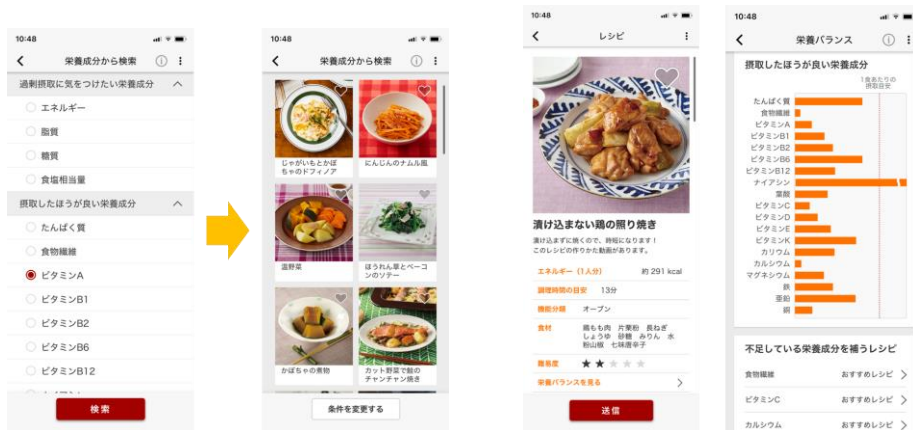 10:48
栄養成分から検索
過剰摂取に気をつけたい栄養成分
エネルギー
脂質
糖質
食塩相当量
摂取したほうが良い栄養成分
たんぱく質
食物繊維
ビタミンA
ビタミンB1
ビタミンB2
ビタミンB6
ビタミンB12
検索
10:48
栄養成分から検索
じゃがいもとかぼ
ちゃのドフィノア
にんじんのナムル風
温野菜
ほうれん草とベーコ
ンのソテー
かぼちゃの煮物
カット野菜で鮭の
チャンチャン焼き
条件を変更する
10:48
レシピ
漬け込まない鶏の照り焼き
漬け込まずに焼くので、時短になります！
このレシピの作りかた動画があります。
エネルギー（1人分） 約 291 kcal
調理時間の目安 13分
機能分類 オーブン
食材 鶏もも肉 片栗粉 長ねぎ
しょうゆ 砂糖 みりん 水
粉山椒 七味唐辛子
難易度 ★★★★★
栄養バランスを見る
送信
10:48
栄養バランス
摂取したほうが良い栄養成分
1食あたりの
摂取目安
たんぱく質
食物繊維
ビタミンA
ビタミンB1
ビタミンB2
ビタミンB6
ビタミンB12
ナイアシン
葉酸
ビタミンC
ビタミンD
ビタミンE
ビタミンK
カリウム
カルシウム
マグネシウム
鉄
亜鉛
銅
不足している栄養成分を補うレシピ
食物繊維 おすすめレシピ
ビタミンC おすすめレシピ
カルシウム おすすめレシピ